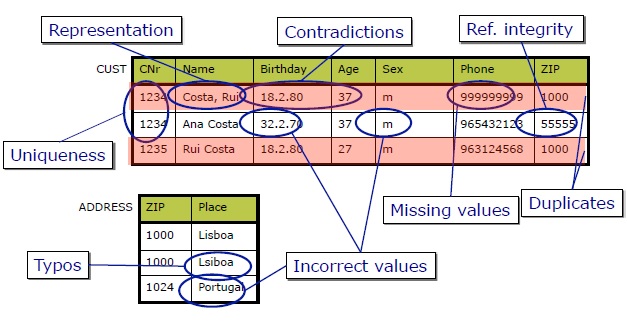 Representation
Contradictions
Ref. integrity
CUST CNr Name Birthday Age Sex Phone ZIP
1234 Costa, Rui 18.2.80 37 m 999999999 1000
1234 Ana Costa 32.2.70 37 m 965432123 55555
1235 Rui Costa 18.2.80 27 m 963124568 1000
Uniqueness
Missing values
Duplicates
ADDRESS ZIP Place
1000 Lisboa
1000 Lsiboa
1024 Portugal
Typos
Incorrect values